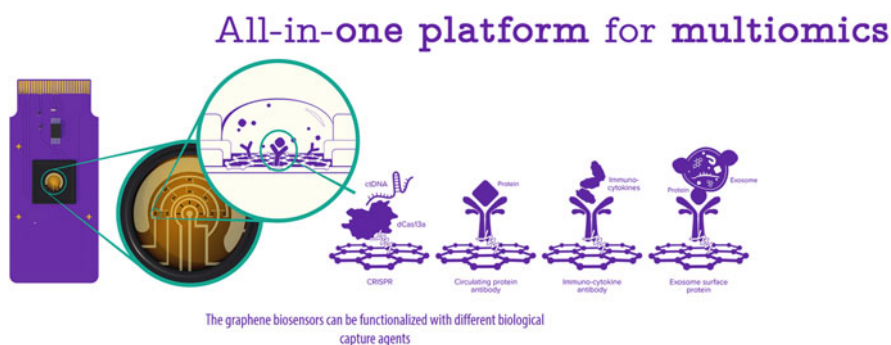 All-in-one platform for multiomics
ctDNA
dCas13a
CRISPR
Protein
Circulating protein
antibody
Immuno-
cytokines
Immuno-cytokine
antibody
Protein
Exosome
Exosome surface
protein
The graphene biosensors can be functionalized with different biological
capture agents